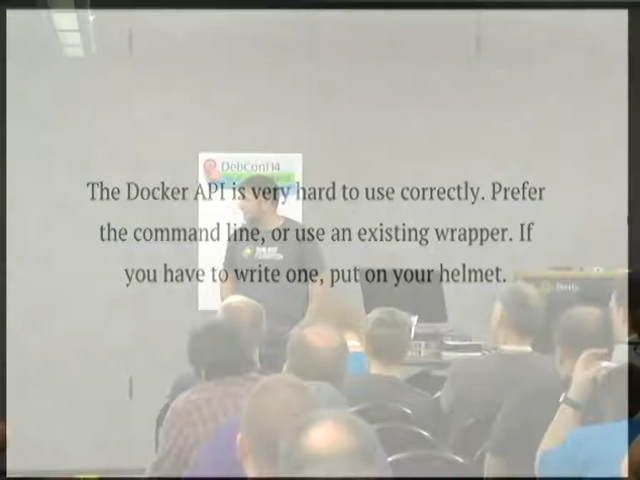 DebConf14
The Docker API is very hard to use correctly. Prefer
the command line, or use an existing wrapper. If
you have to write one, put on your helmet.